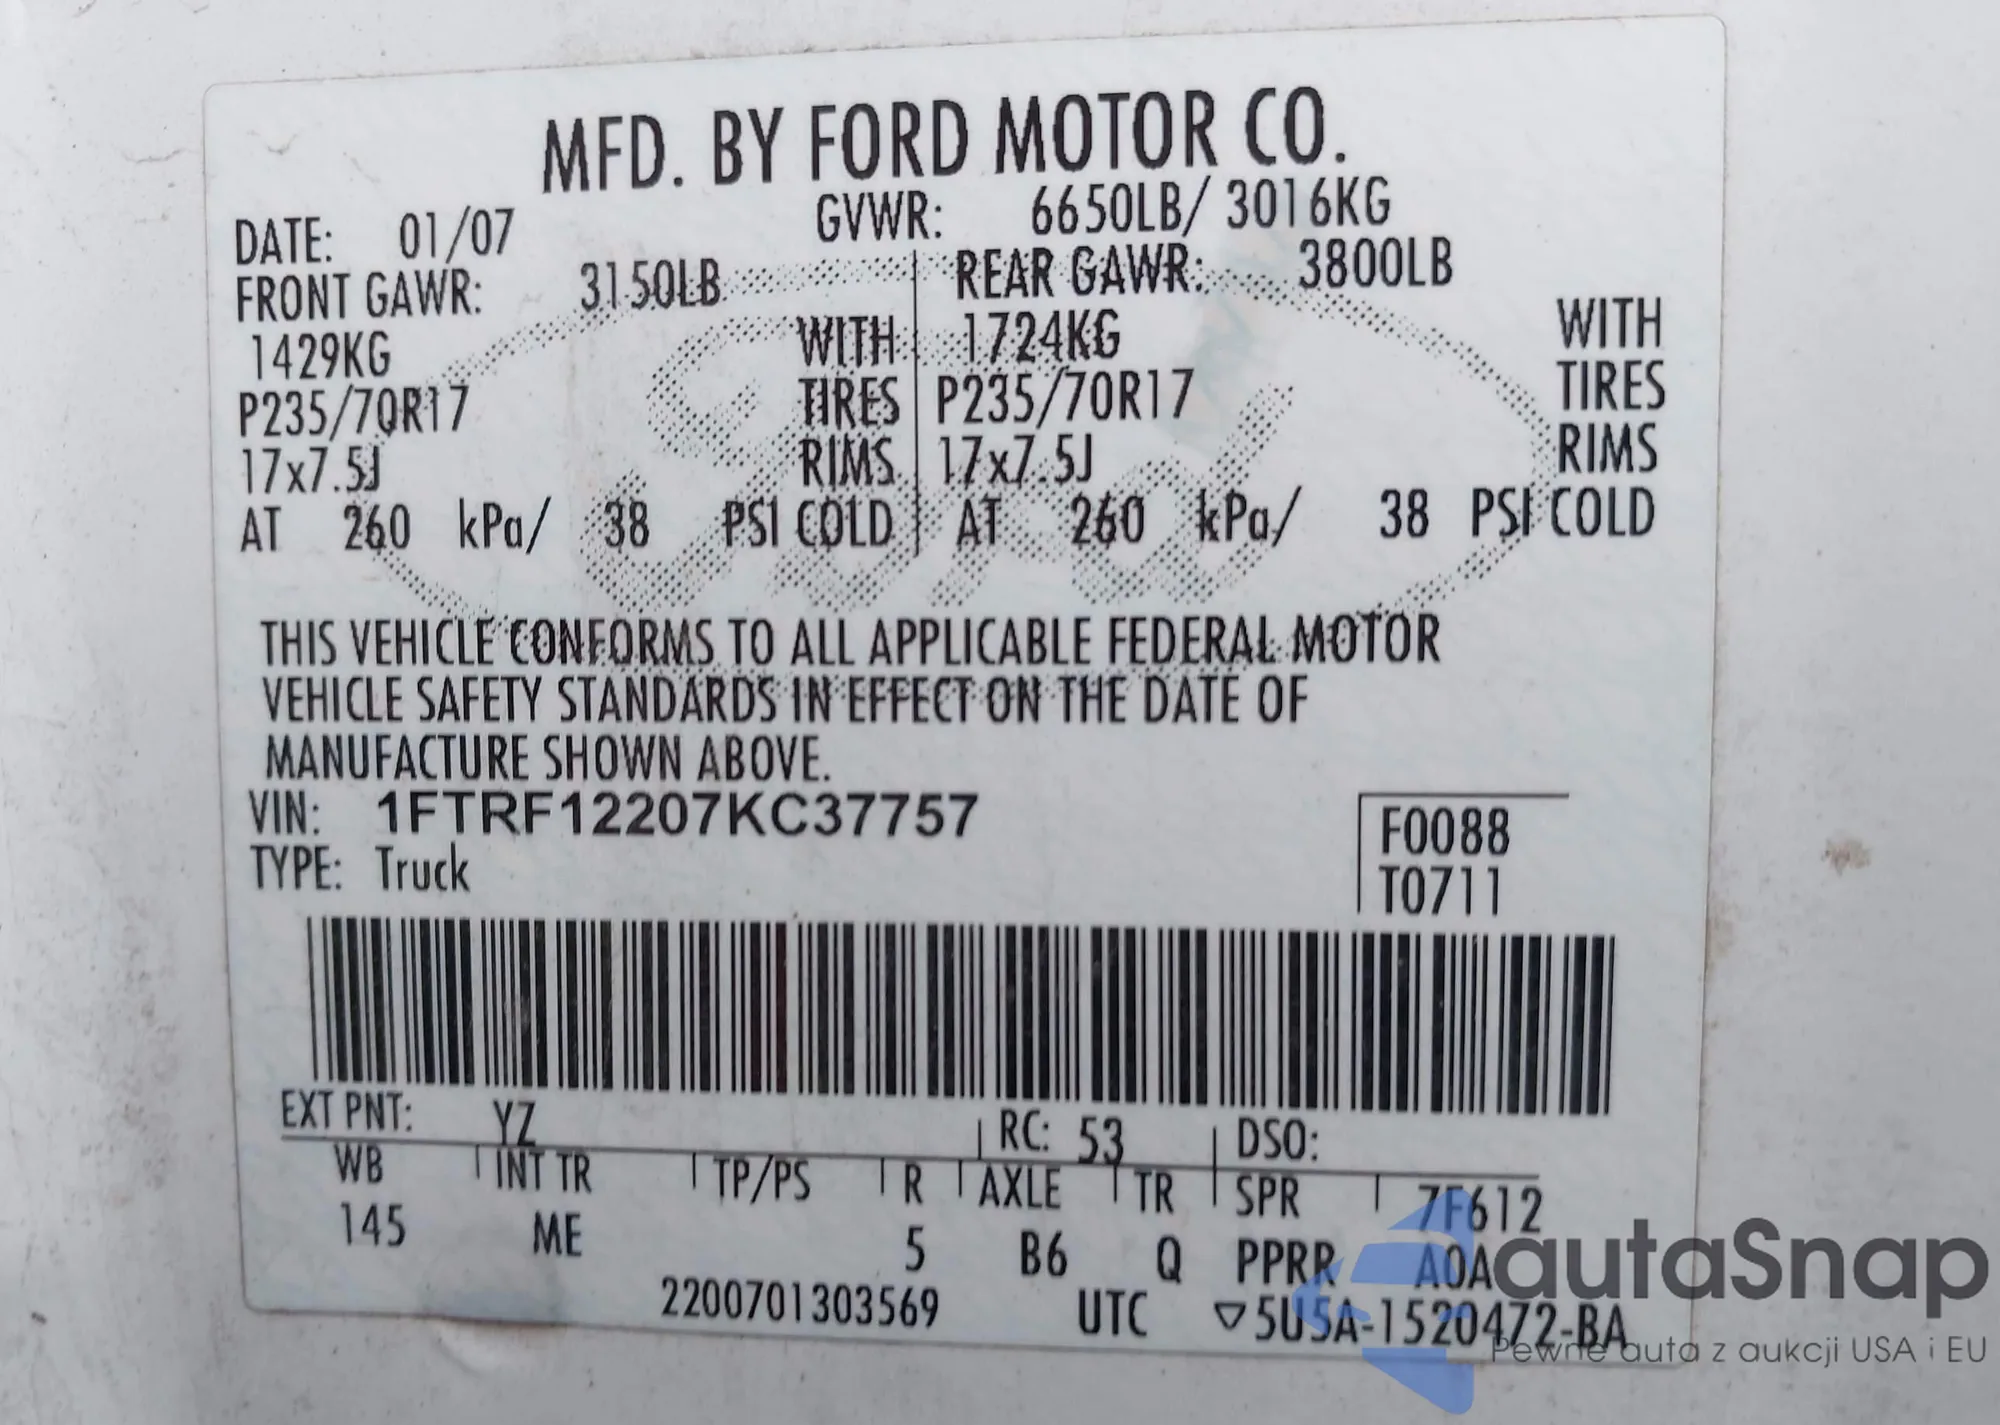 MFD. BY FORD MOTOR CO.
DATE: 01/07 GVWR: 6650LB/ 3016KG
FRONT GAWR: 3150LB REAR GAWR: 3800LB
1429KG WITH 1724KG WITH
P235/70R17 TIRES P235/70R17 TIRES
17x7.5J RIMS 17x7.5J RIMS
AT 260 kPa/ 38 PSI COLD AT 260 kPa/ 38 PSI COLD
THIS VEHICLE CONFORMS TO ALL APPLICABLE FEDERAL MOTOR
VEHICLE SAFETY STANDARDS IN EFFECT ON THE DATE OF
MANUFACTURE SHOWN ABOVE.
VIN: 1FTRF12207KC37757 F0088
TYPE: Truck T0711
EXT PNT: YZ RC: 53 DSO:
WB INT TR TP/PS R AXLE TR SPR 7F612
145 ME 5 B6 Q PPRR A0A
2200701303569 UTC ▽5U5A-1520472-BA
autaSnap
Pewne auta z aukcji USA i EU